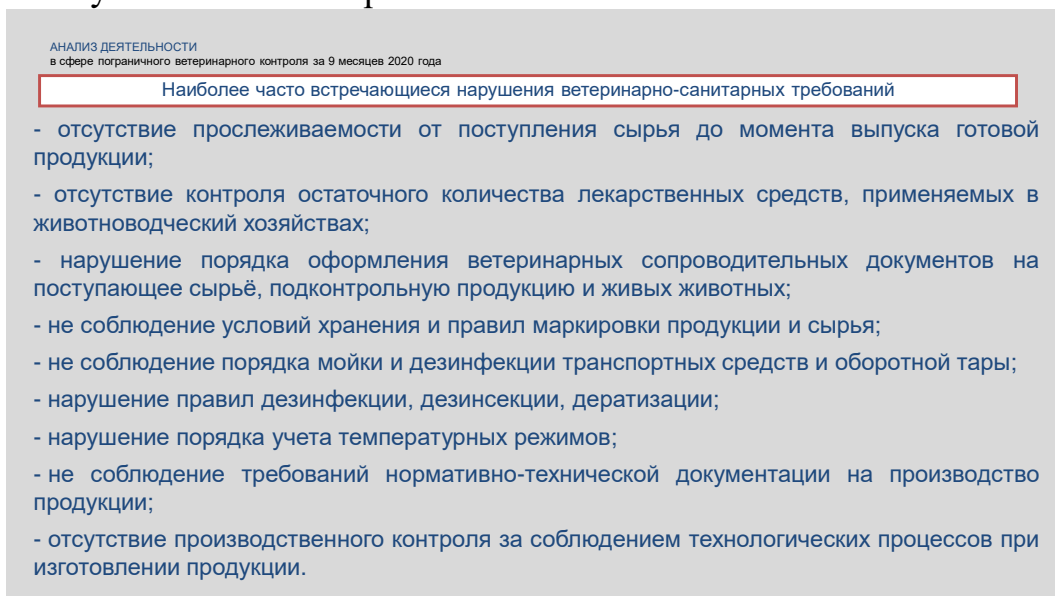 АНАЛИЗ ДЕЯТЕЛЬНОСТИ
в сфере пограничного ветеринарного контроля за 9 месяцев 2020 года
Наиболее часто встречающиеся нарушения ветеринарно-санитарных требований
- отсутствие прослеживаемости от поступления сырья до момента выпуска готовой
продукции;
- отсутствие контроля остаточного количества лекарственных средств, применяемых в
животноводческий хозяйствах;
- нарушение порядка оформления ветеринарных сопроводительных документов на
поступающее сырьё, подконтрольную продукцию и живых животных;
- не соблюдение условий хранения и правил маркировки продукции и сырья;
- не соблюдение порядка мойки и дезинфекции транспортных средств и оборотной тары;
- нарушение правил дезинфекции, дезинсекции, дератизации;
- нарушение порядка учета температурных режимов;
- не соблюдение требований нормативно-технической документации на производство
продукции;
- отсутствие производственного контроля за соблюдением технологических процессов при
изготовлении продукции.